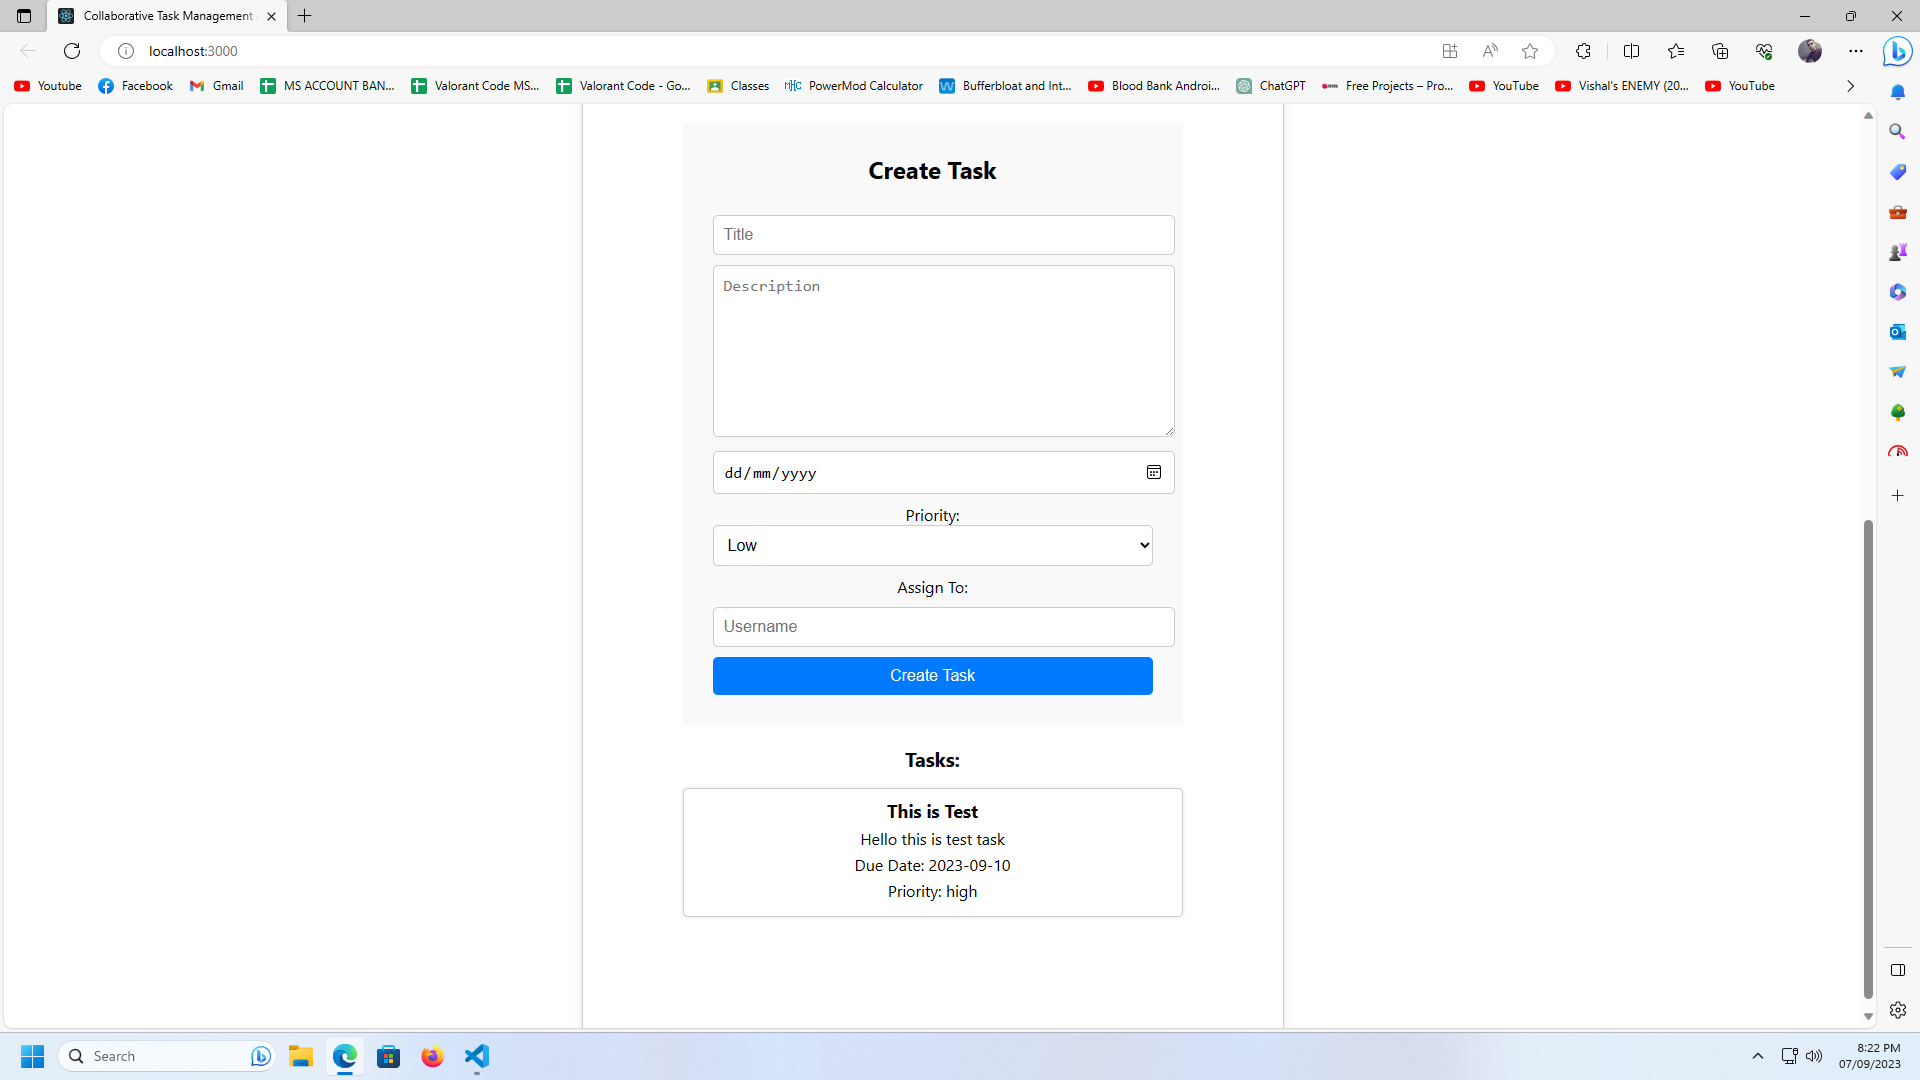 Collaborative Task Management
localhost:3000
Youtube
Facebook
Gmail
MS ACCOUNT BAN...
Valorant Code MS...
Valorant Code - Go...
Classes
PowerMod Calculator
Bufferbloat and Int...
Blood Bank Androi...
ChatGPT
Free Projects – Pro...
YouTube
Vishal's ENEMY (20...
YouTube
Create Task
Title
Description
dd/mm/yyyy
Priority:
Low
Assign To:
Username
Create Task
Tasks:
This is Test
Hello this is test task
Due Date: 2023-09-10
Priority: high
Search
8:22 PM
07/09/2023